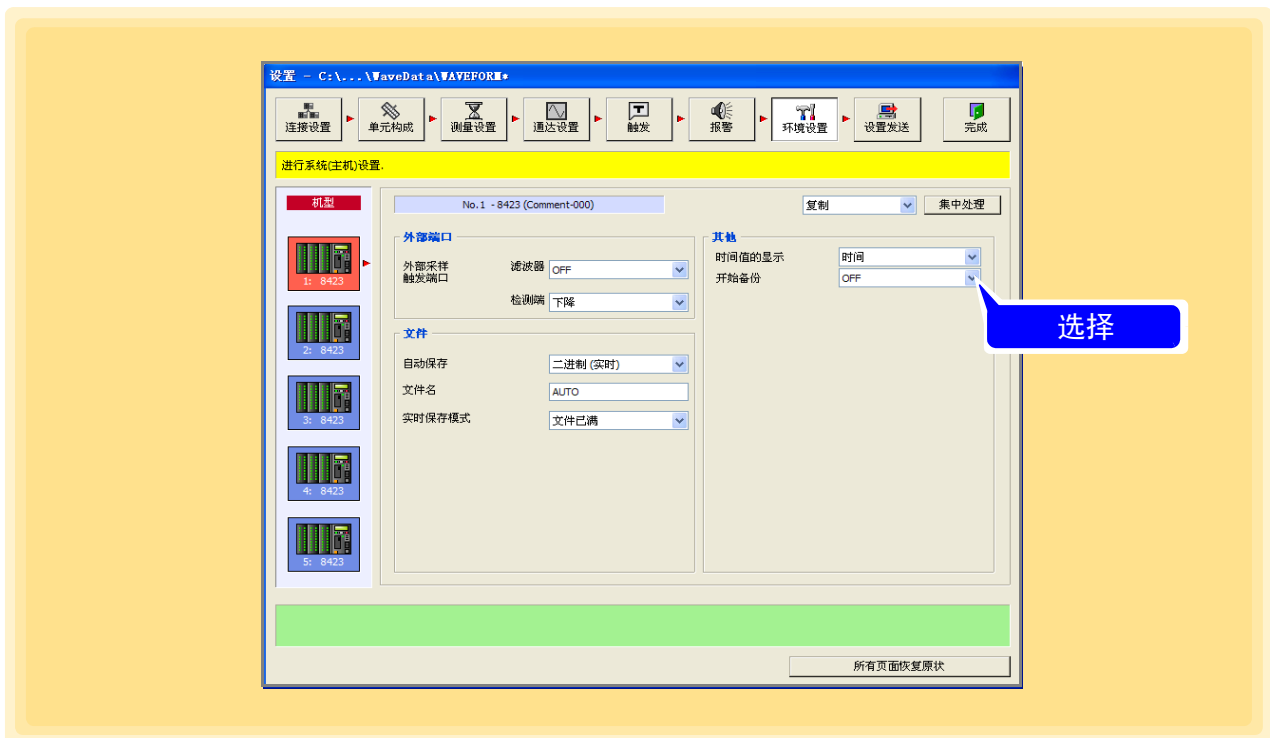 设置 - C:\...\WaveData\WAVEFORM*
连接设置 单元构成 测量设置 通达设置 触发 报警 环境设置 设置发送 完成
进行系统(主机)设置.
机型
1: 8423
2: 8423
3: 8423
4: 8423
5: 8423
No.1 - 8423 (Comment-000)
复制 集中处理
外部端口
外部采样
触发端口
滤波器 OFF
检测端 下降
文件
自动保存 二进制 (实时)
文件名 AUTO
实时保存模式 文件已满
其他
时间值的显示 时间
开始备份 OFF
选择
所有页面恢复原状